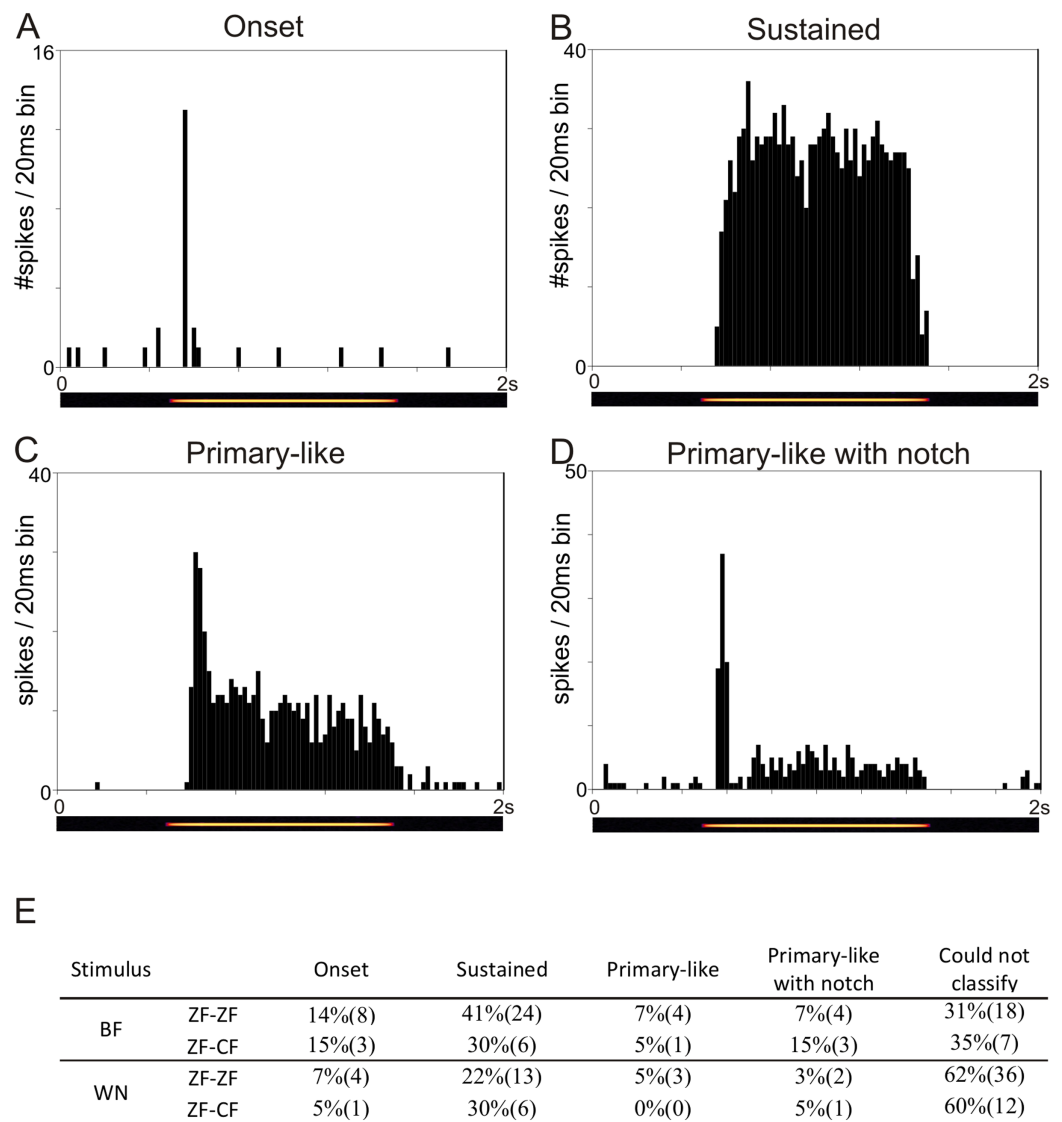 A
Onset
16
#spikes / 20ms bin
0
0
2s
B
Sustained
40
#spikes / 20ms bin
0
0
2s
C
Primary-like
40
spikes / 20ms bin
0
0
2s
D
Primary-like with notch
50
spikes / 20ms bin
0
0
2s
E
Stimulus Onset Sustained Primary-like Primary-like with notch Could not classify
BF ZF-ZF 14%(8) 41%(24) 7%(4) 7%(4) 31%(18)
ZF-CF 15%(3) 30%(6) 5%(1) 15%(3) 35%(7)
WN ZF-ZF 7%(4) 22%(13) 5%(3) 3%(2) 62%(36)
ZF-CF 5%(1) 30%(6) 0%(0) 5%(1) 60%(12)